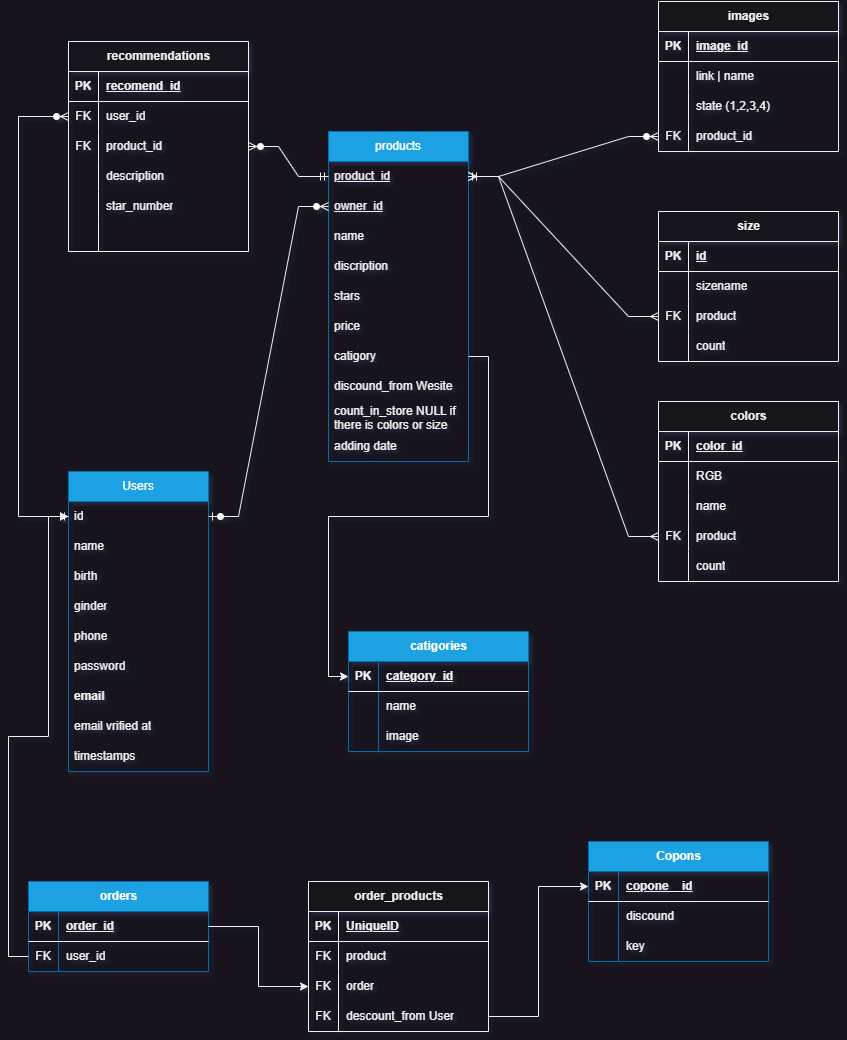 recommendations
PK recomend_id
FK user_id
FK product_id
description
star_number
products
product_id
owner_id
name
discription
stars
price
catigory
discound_from Wesite
count_in_store NULL if
there is colors or size
adding date
images
PK image_id
link | name
state (1,2,3,4)
FK product_id
size
PK id
sizename
FK product
count
colors
PK color_id
RGB
name
FK product
count
Users
id
name
birth
ginder
phone
password
email
email vrified at
timestamps
catigories
PK category_id
name
image
orders
PK order_id
FK user_id
order_products
PK UniqueID
FK product
FK order
FK descount_from User
Copons
PK copone__id
discound
key